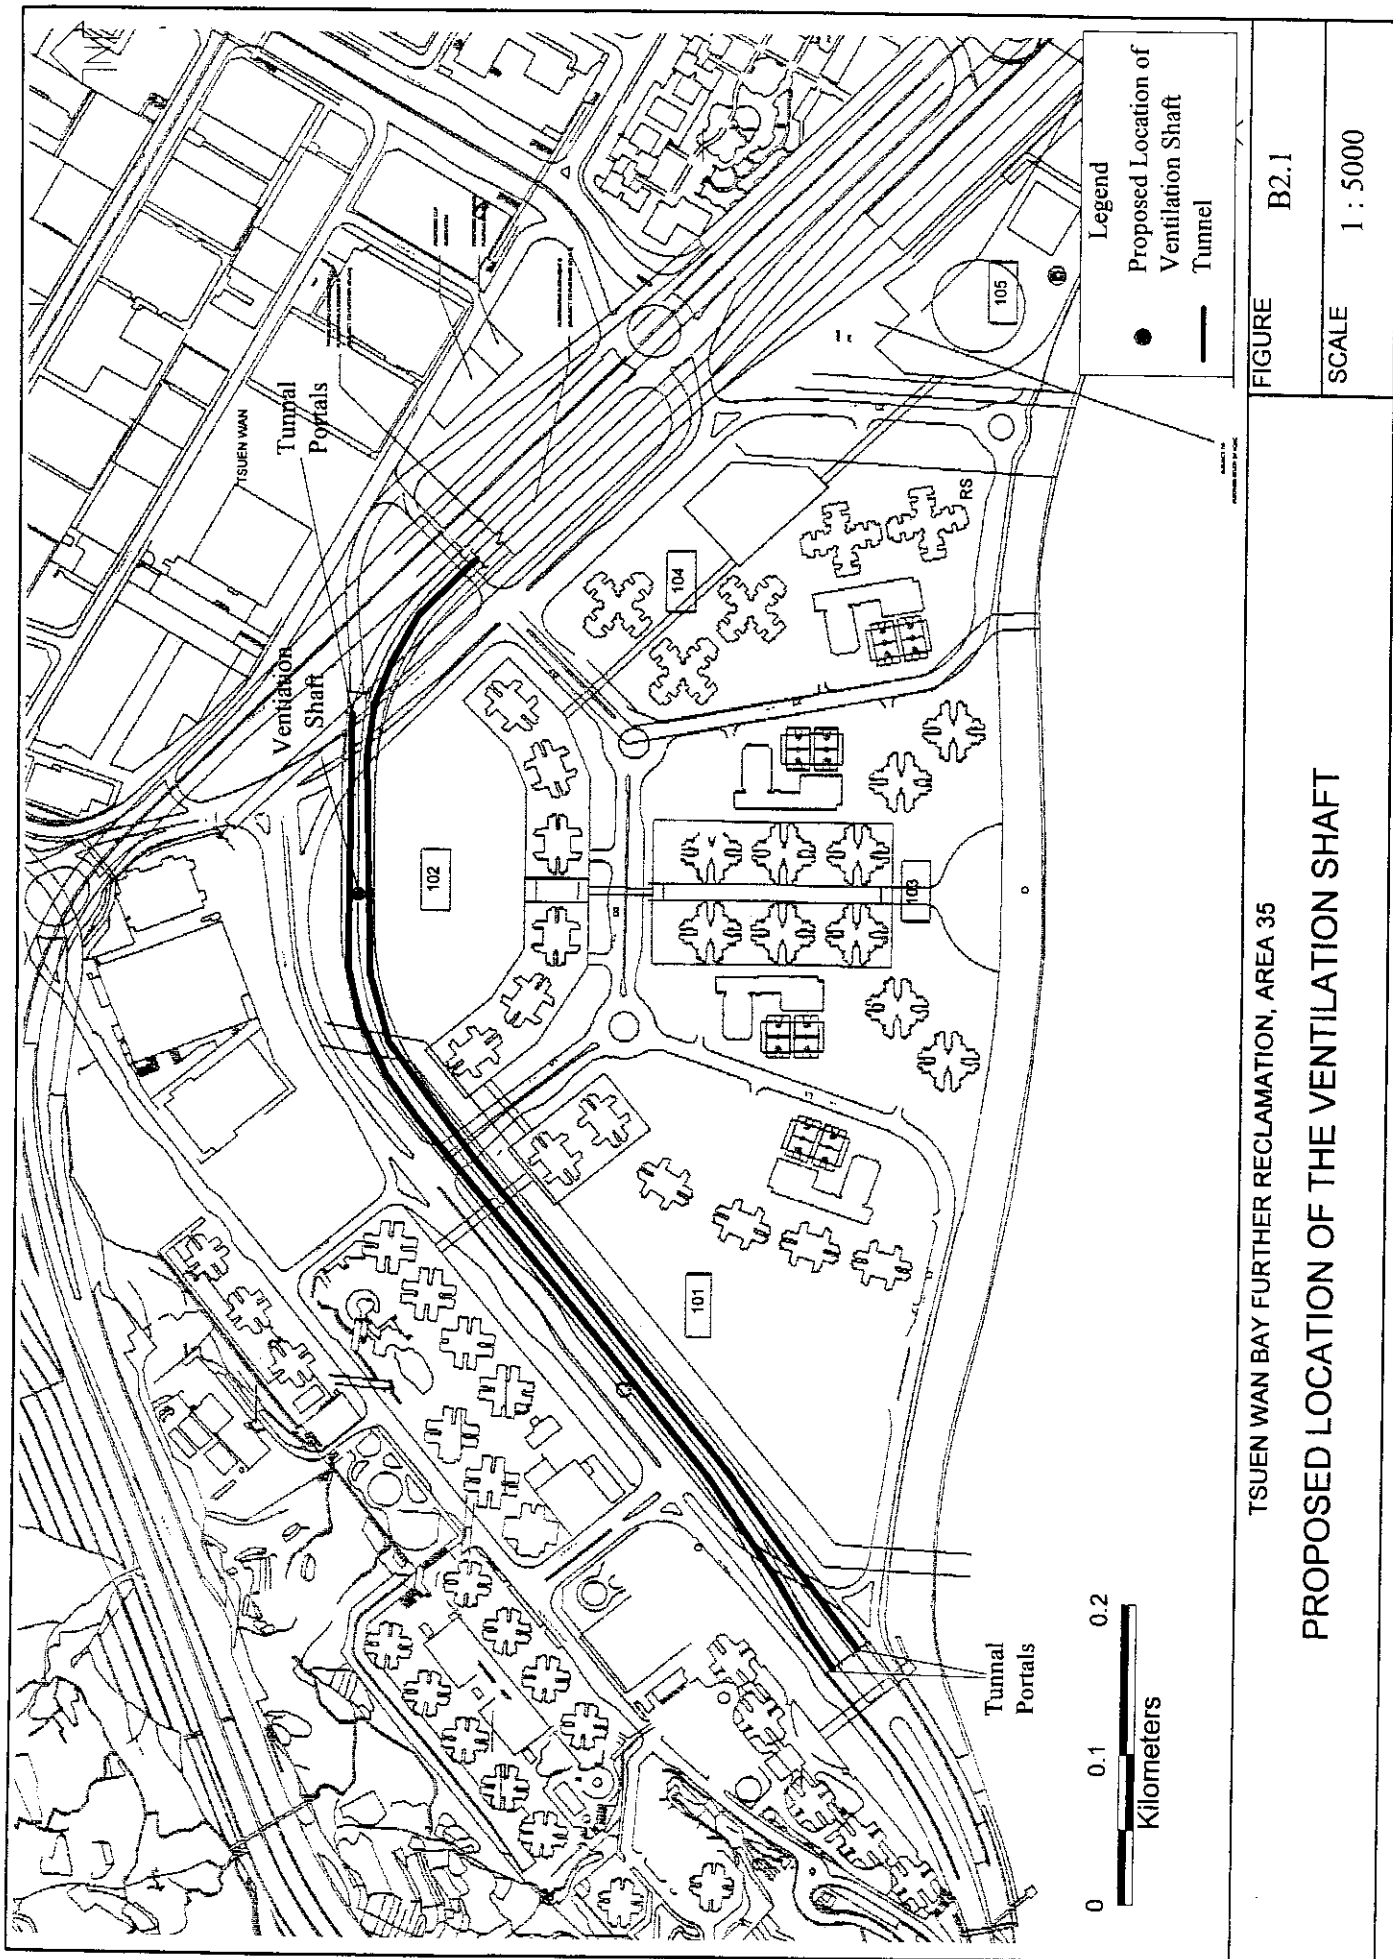 TSUEN WAN
Tunnal
Portals
Ventiation
Shaft
102
104
RS
103
101
105
Tunnal
Portals
Legend
Proposed Location of
Ventilation Shaft
Tunnel
0 0.1 0.2
Kilometers
TSUEN WAN BAY FURTHER RECLAMATION, AREA 35
PROPOSED LOCATION OF THE VENTILATION SHAFT
FIGURE
B2.1
SCALE
1 : 5000